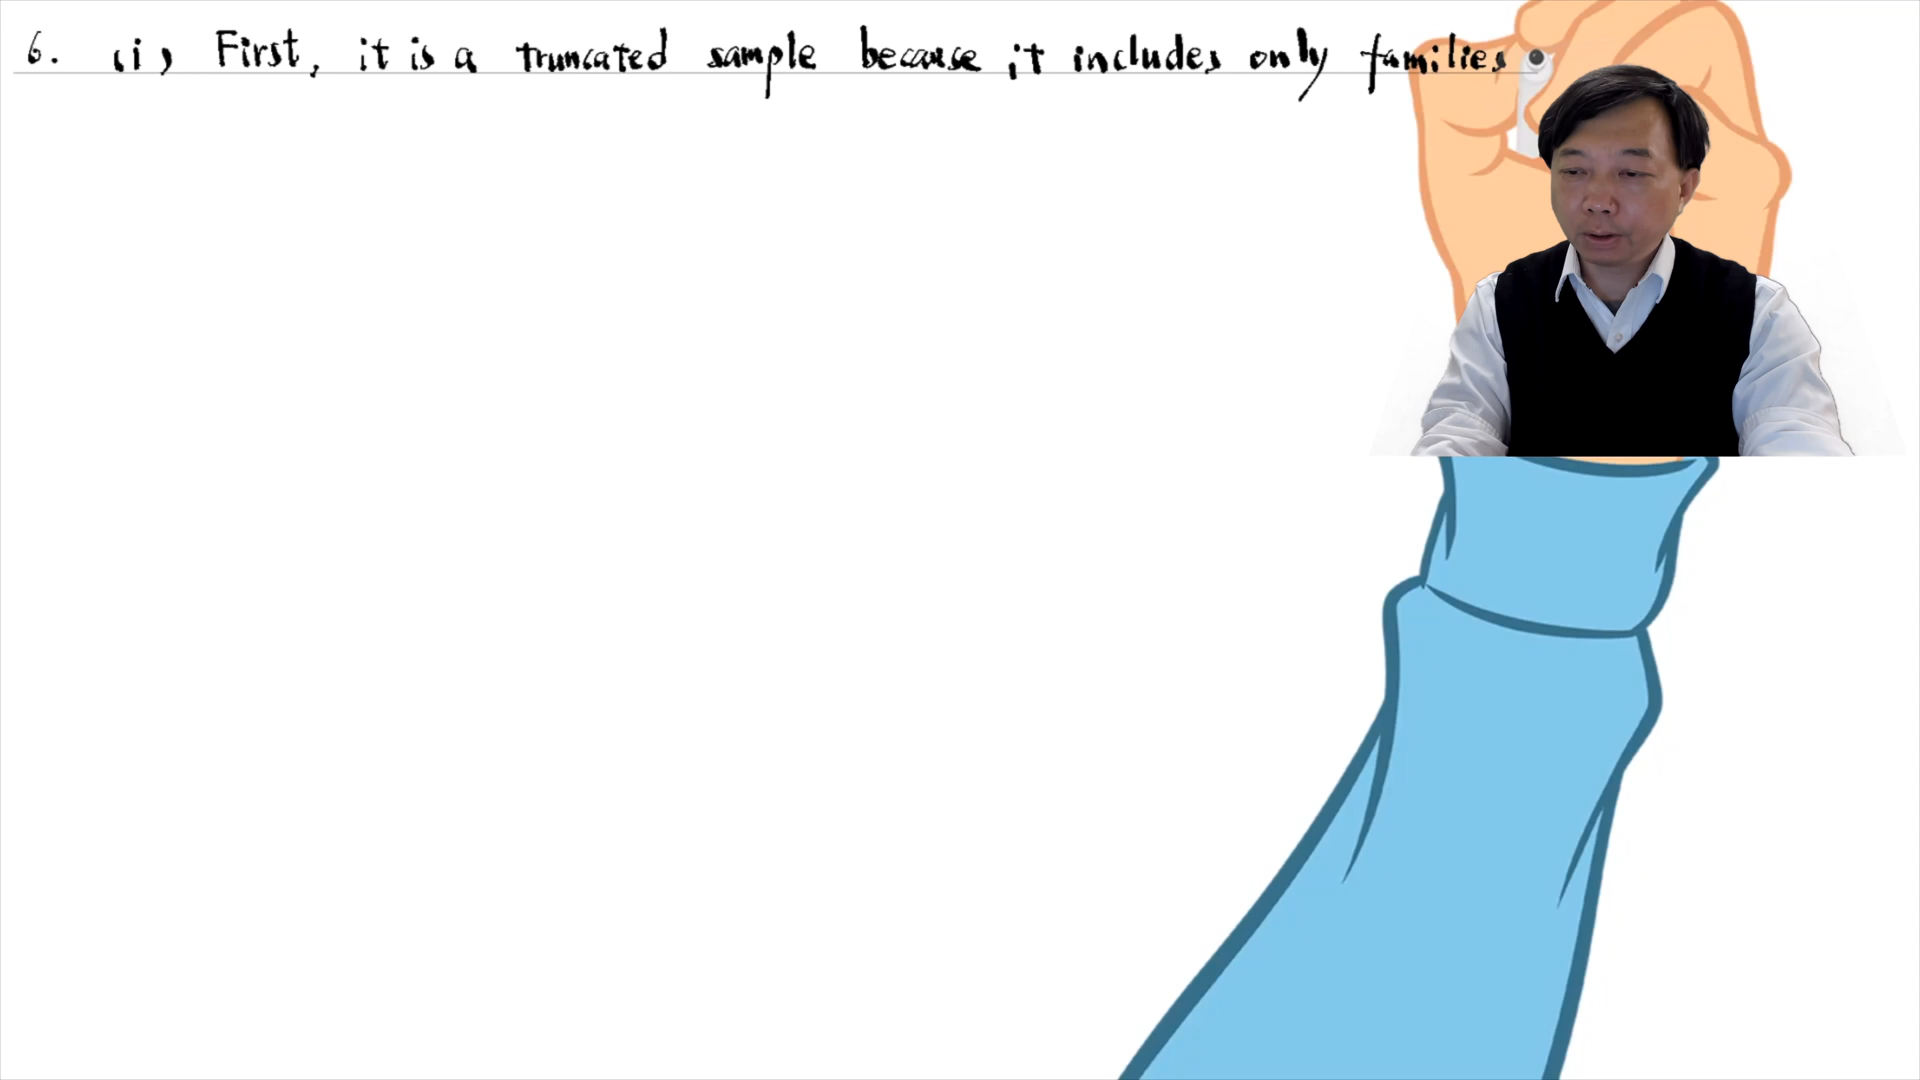 6. (i) First, it is a truncated sample because it includes only families